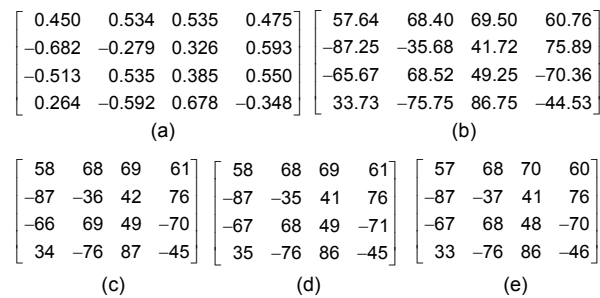 0.450 0.534 0.535 0.475
−0.682 −0.279 0.326 0.593
−0.513 0.535 0.385 0.550
0.264 −0.592 0.678 −0.348
(a)
57.64 68.40 69.50 60.76
−87.25 −35.68 41.72 75.89
−65.67 68.52 49.25 −70.36
33.73 −75.75 86.75 −44.53
(b)
58 68 69 61
−87 −36 42 76
−66 69 49 −70
34 −76 87 −45
(c)
58 68 69 61
−87 −35 41 76
−67 68 49 −71
35 −76 86 −45
(d)
57 68 70 60
−87 −37 41 76
−67 68 48 −70
33 −76 86 −46
(e)